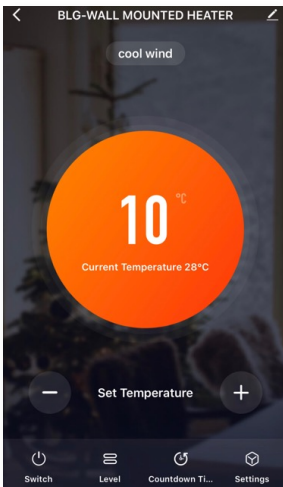 BLG-WALL MOUNTED HEATER
cool wind
10 °C
Current Temperature 28°C
Set Temperature
Switch Level Countdown Ti... Settings